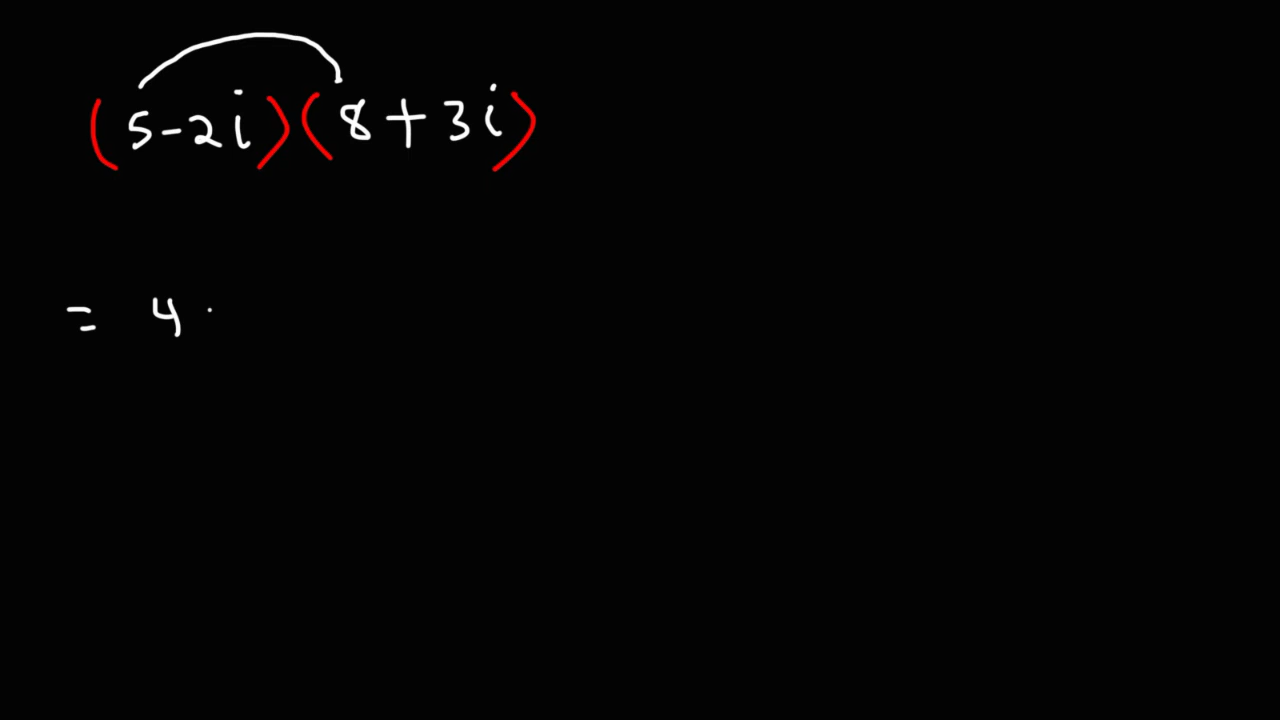 (5-2i)(8+3i)
= 4